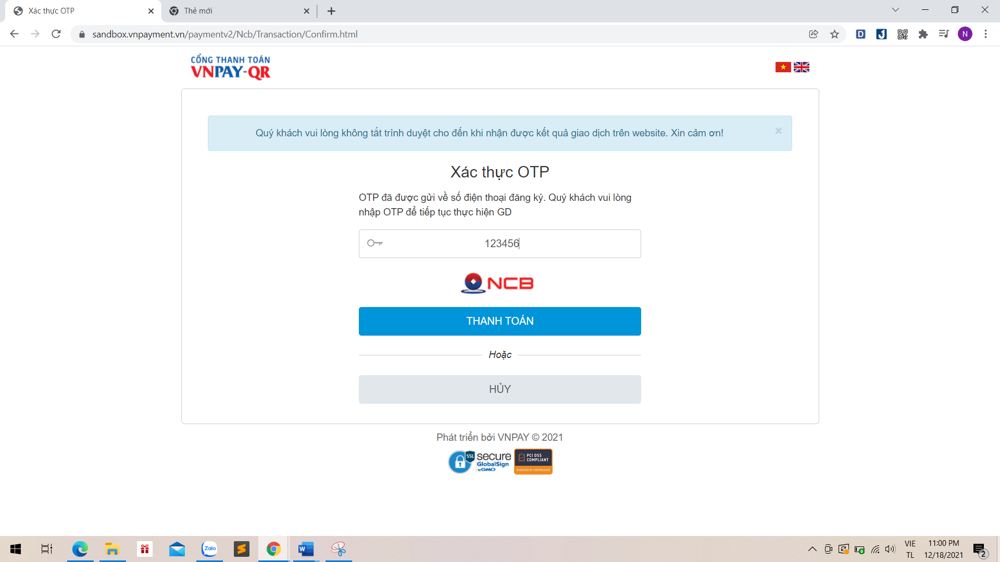 Xác thực OTP
Thẻ mới
sandbox.vnpayment.vn/paymentv2/Ncb/Transaction/Confirm.html
D
N
CỔNG THANH TOÁN
VNPAY-QR
Quý khách vui lòng không tắt trình duyệt cho đến khi nhận được kết quả giao dịch trên website. Xin cảm ơn!
×
Xác thực OTP
OTP đã được gửi về số điện thoại đăng ký. Quý khách vui lòng
nhập OTP để tiếp tục thực hiện GD
123456
NCB
THANH TOÁN
Hoặc
HỦY
Phát triển bởi VNPAY © 2021
SSL
secure
GlobalSign
by GMO
PCI DSS
COMPLIANT
ASSESSED BY CONTROLCASE
Zalo
W
VIE
TL
11:00 PM
12/18/2021
2